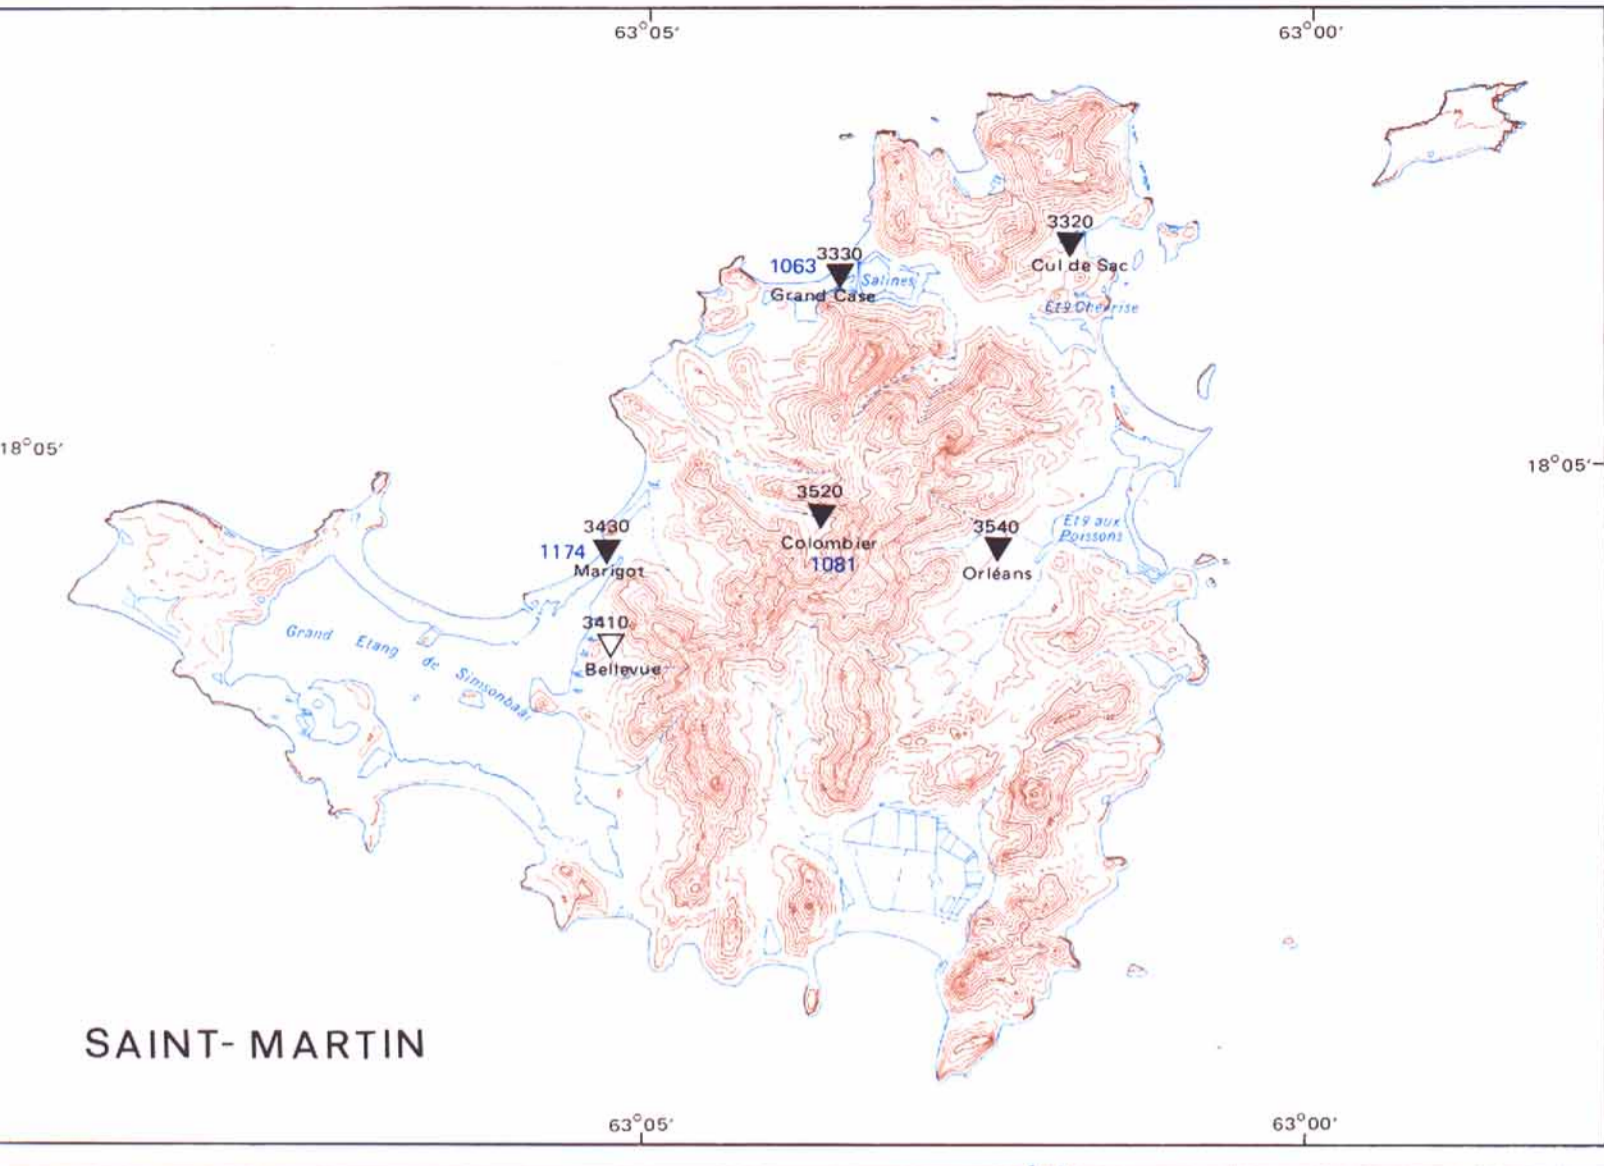 63°05′
63°00′
3320
Cul de Sac
1063 3330
Salines
Grand Case
Etg Chevrise
18°05′
18°05′
3520
Colombier
1081
3430
1174
Marigot
3540
Orléans
Etg aux
Poissons
3410
Bellevue
Grand Etang de Simsonbaai
SAINT-MARTIN
63°05′
63°00′